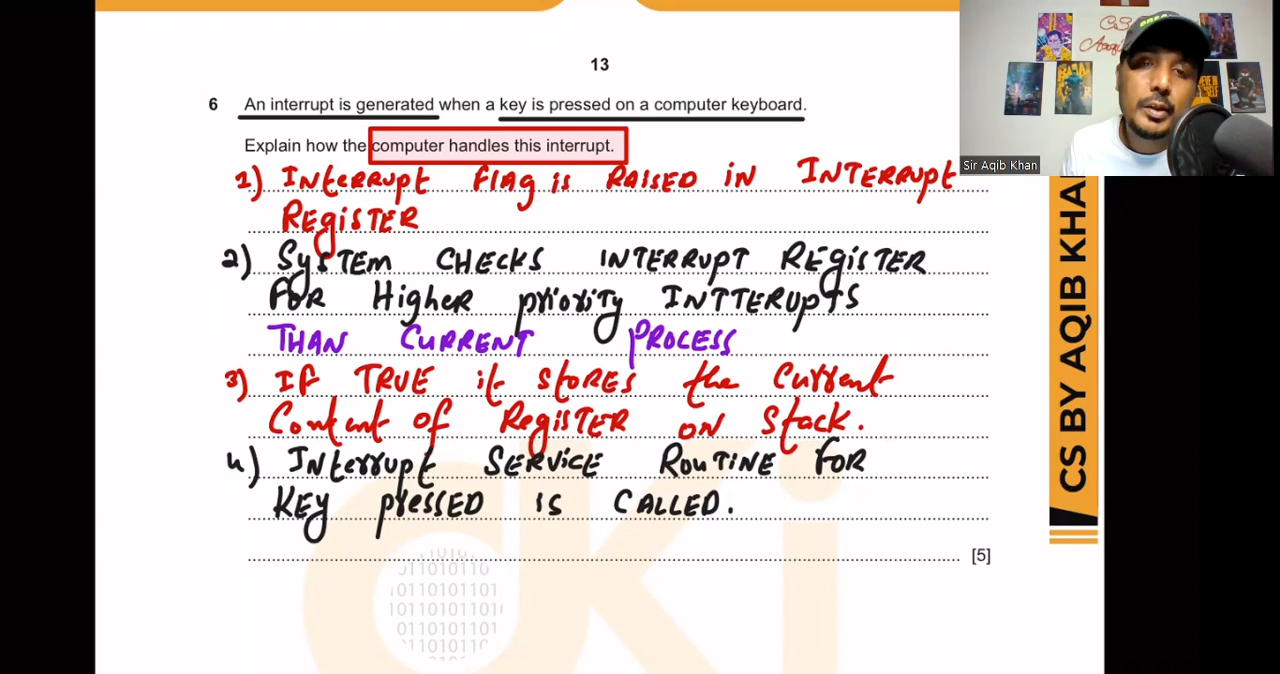 13
6 An interrupt is generated when a key is pressed on a computer keyboard.
Explain how the computer handles this interrupt.
1) INterrupt Flag is RAISED iN INTERRUPT
REgiSTER
2) SySTEm CHECKS INTERRUPT REgiSTER
FOR HigheR priority INTTERUPTS
THAN CURRENT PROCESS
3) IF TRUE it stORES the Current
Content of RegiSTER ON Stack.
4) INterrupt SERVICE ROUTINE FOR
KEY pressED is CALLED.
[5]
Sir Aqib Khan
CS BY AQIB KHA